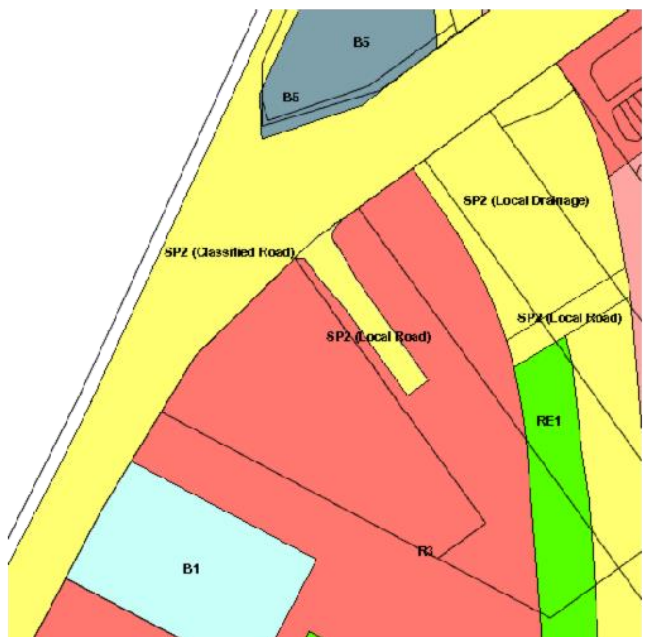 B5
B5
SP2 (Local Drainage)
SP2 (Classified Road)
SP2 (Local Road)
SP2 (Local Road)
RE1
R3
B1